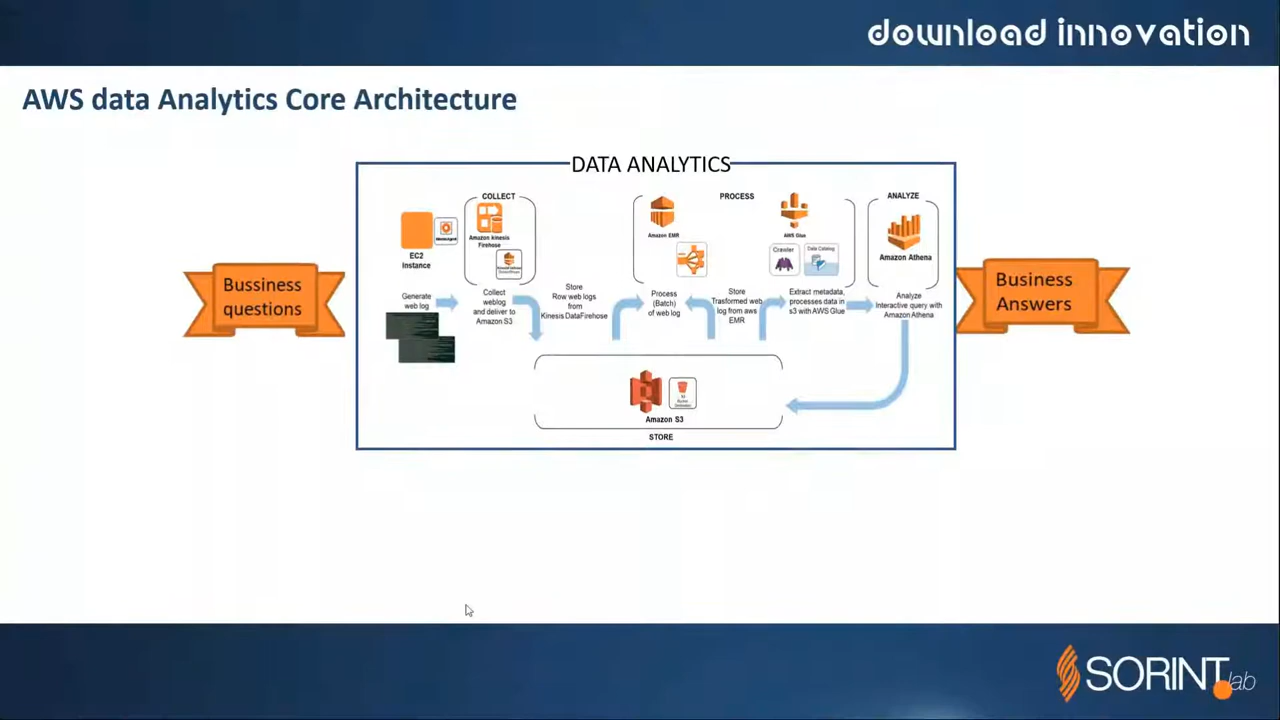 download innovation
AWS data Analytics Core Architecture
DATA ANALYTICS
Bussiness
questions
COLLECT
EC2
Instance
Amazon kinesis
Firehose
Generate
web log
Collect
weblog
and deliver to
Amazon S3
Store
Row web logs
from
Kinesis DataFirehose
PROCESS
Amazon EMR
AWS Glue
Crawler
Data Catalog
Process
(Batch)
of web log
Store
Trasformed web
log from aws
EMR
Extract metadata,
processes data in
s3 with AWS Glue
ANALYZE
Amazon Athena
Analyze
Interactive query with
Amazon Athena
Amazon S3
STORE
Business
Answers
SORINT.lab